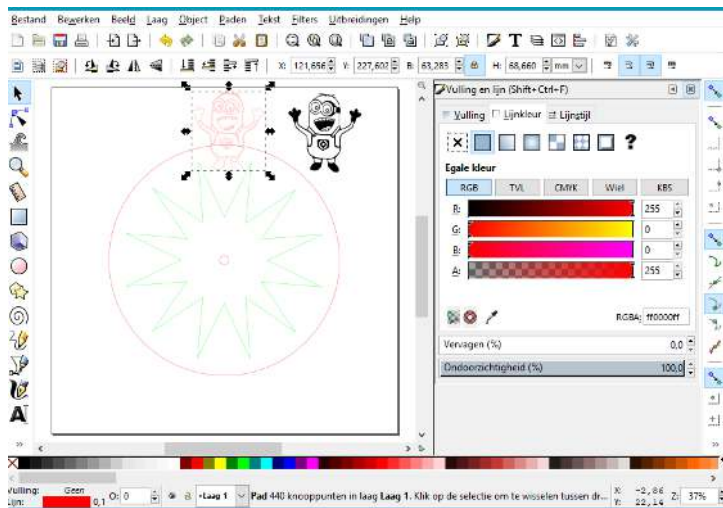 Bestand Bewerken Beeld Laag Object Paden Tekst Filters Uitbreidingen Help
X: 121,656 Y: 227,602 B: 63,283 H: 68,660 mm
Vulling en lijn (Shift+Ctrl+F)
Vulling Lijnkleur Lijnstijl
?
Egale kleur
RGB TVL CMYK Wiel KBS
R: 255
G: 0
B: 0
A: 255
RGBA: ff0000ff
Vervagen (%) 0,0
Ondoorzichtigheid (%) 100,0
Vulling: Geen
Lijn: 0,1 O: 0 Laag 1 Pad 440 knooppunten in laag Laag 1. Klik op de selectie om te wisselen tussen dr...
X: -2,86
Y: 22,14
Z: 37%